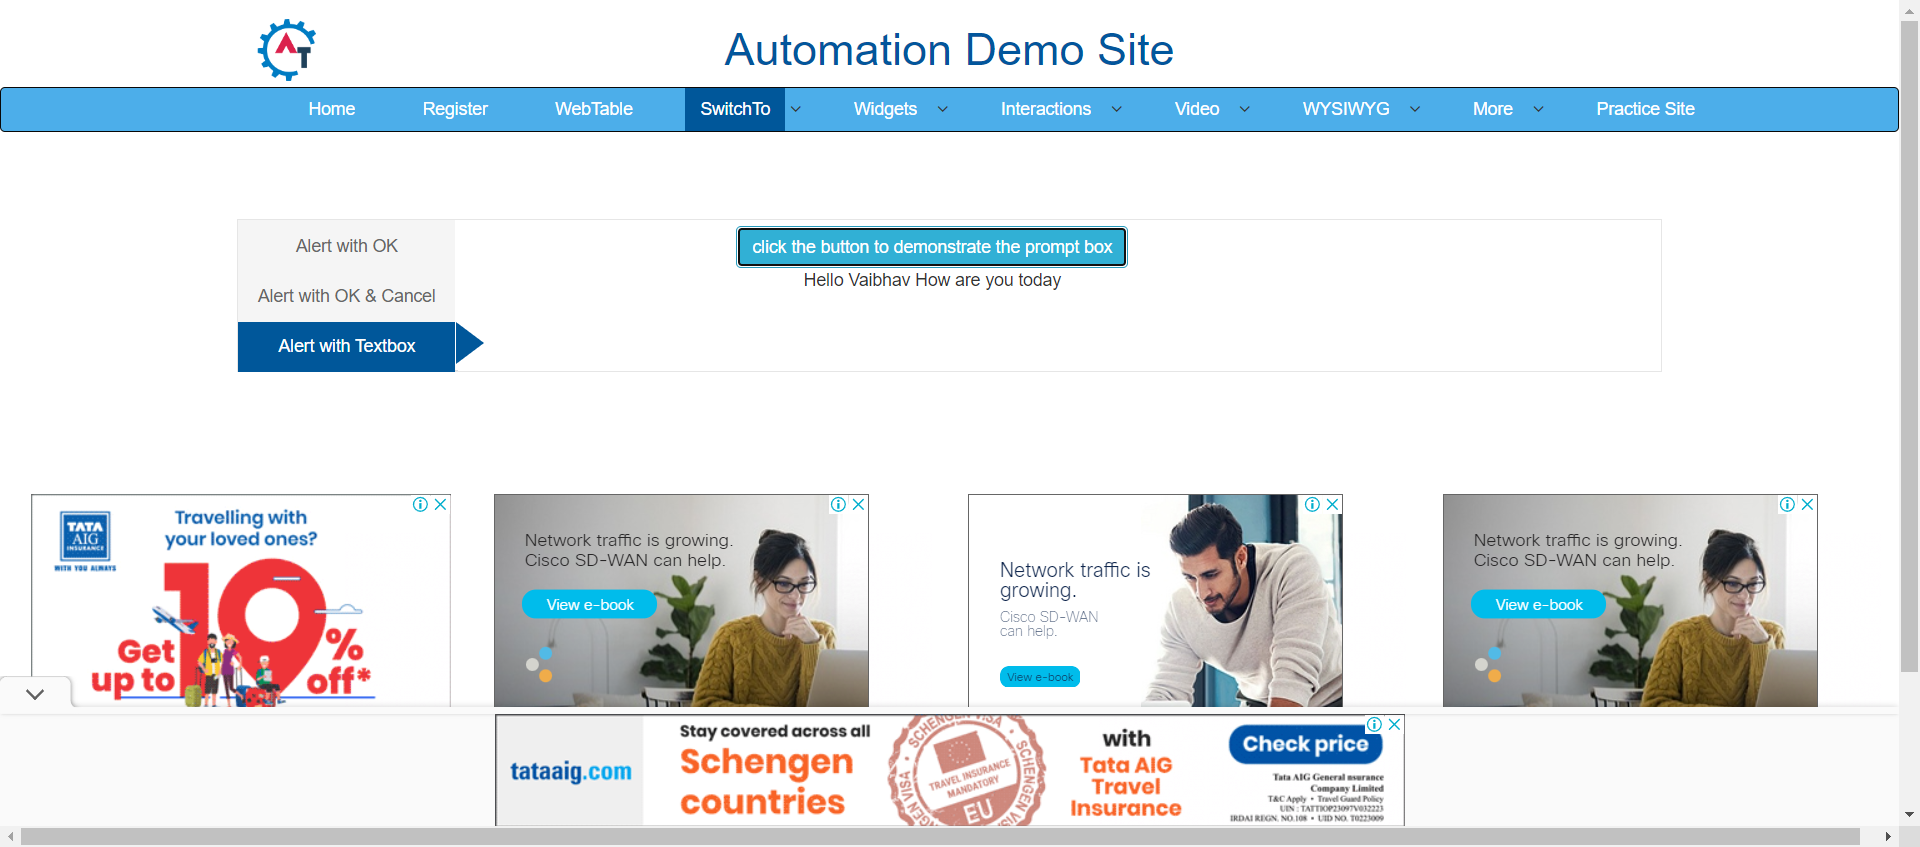 AT
Automation Demo Site
Home Register WebTable SwitchTo Widgets Interactions Video WYSIWYG More Practice Site
Alert with OK
Alert with OK & Cancel
Alert with Textbox
click the button to demonstrate the prompt box
Hello Vaibhav How are you today
TATA
AIG
INSURANCE
WITH YOU ALWAYS
Travelling with
your loved ones?
Get
up to
10
%
off*
Network traffic is growing.
Cisco SD-WAN can help.
View e-book
Network traffic is
growing.
Cisco SD-WAN
can help.
View e-book
Network traffic is growing.
Cisco SD-WAN can help.
View e-book
tataaig.com
Stay covered across all
Schengen
countries
SCHENGEN VISA
TRAVEL INSURANCE
MANDATORY
EU
with
Tata AIG
Travel
Insurance
Check price
Tata AIG General nsurance
Company Limited
T&C Apply • Travel Guard Policy
UIN : TATTIOP23097V032223
IRDAI REGN. NO.108 • UID NO. T0223009